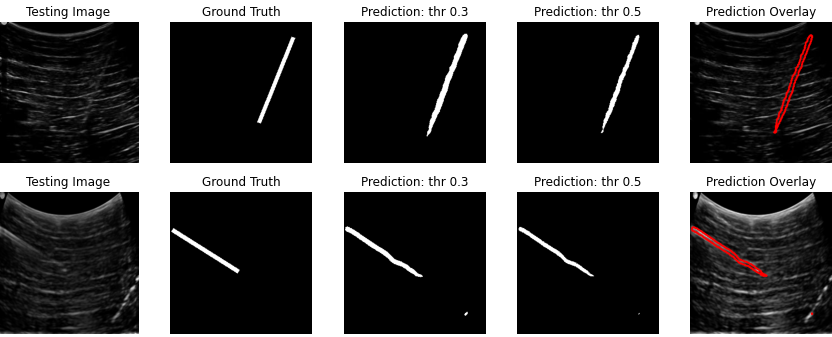 Testing Image
Ground Truth
Prediction: thr 0.3
Prediction: thr 0.5
Prediction Overlay
Testing Image
Ground Truth
Prediction: thr 0.3
Prediction: thr 0.5
Prediction Overlay